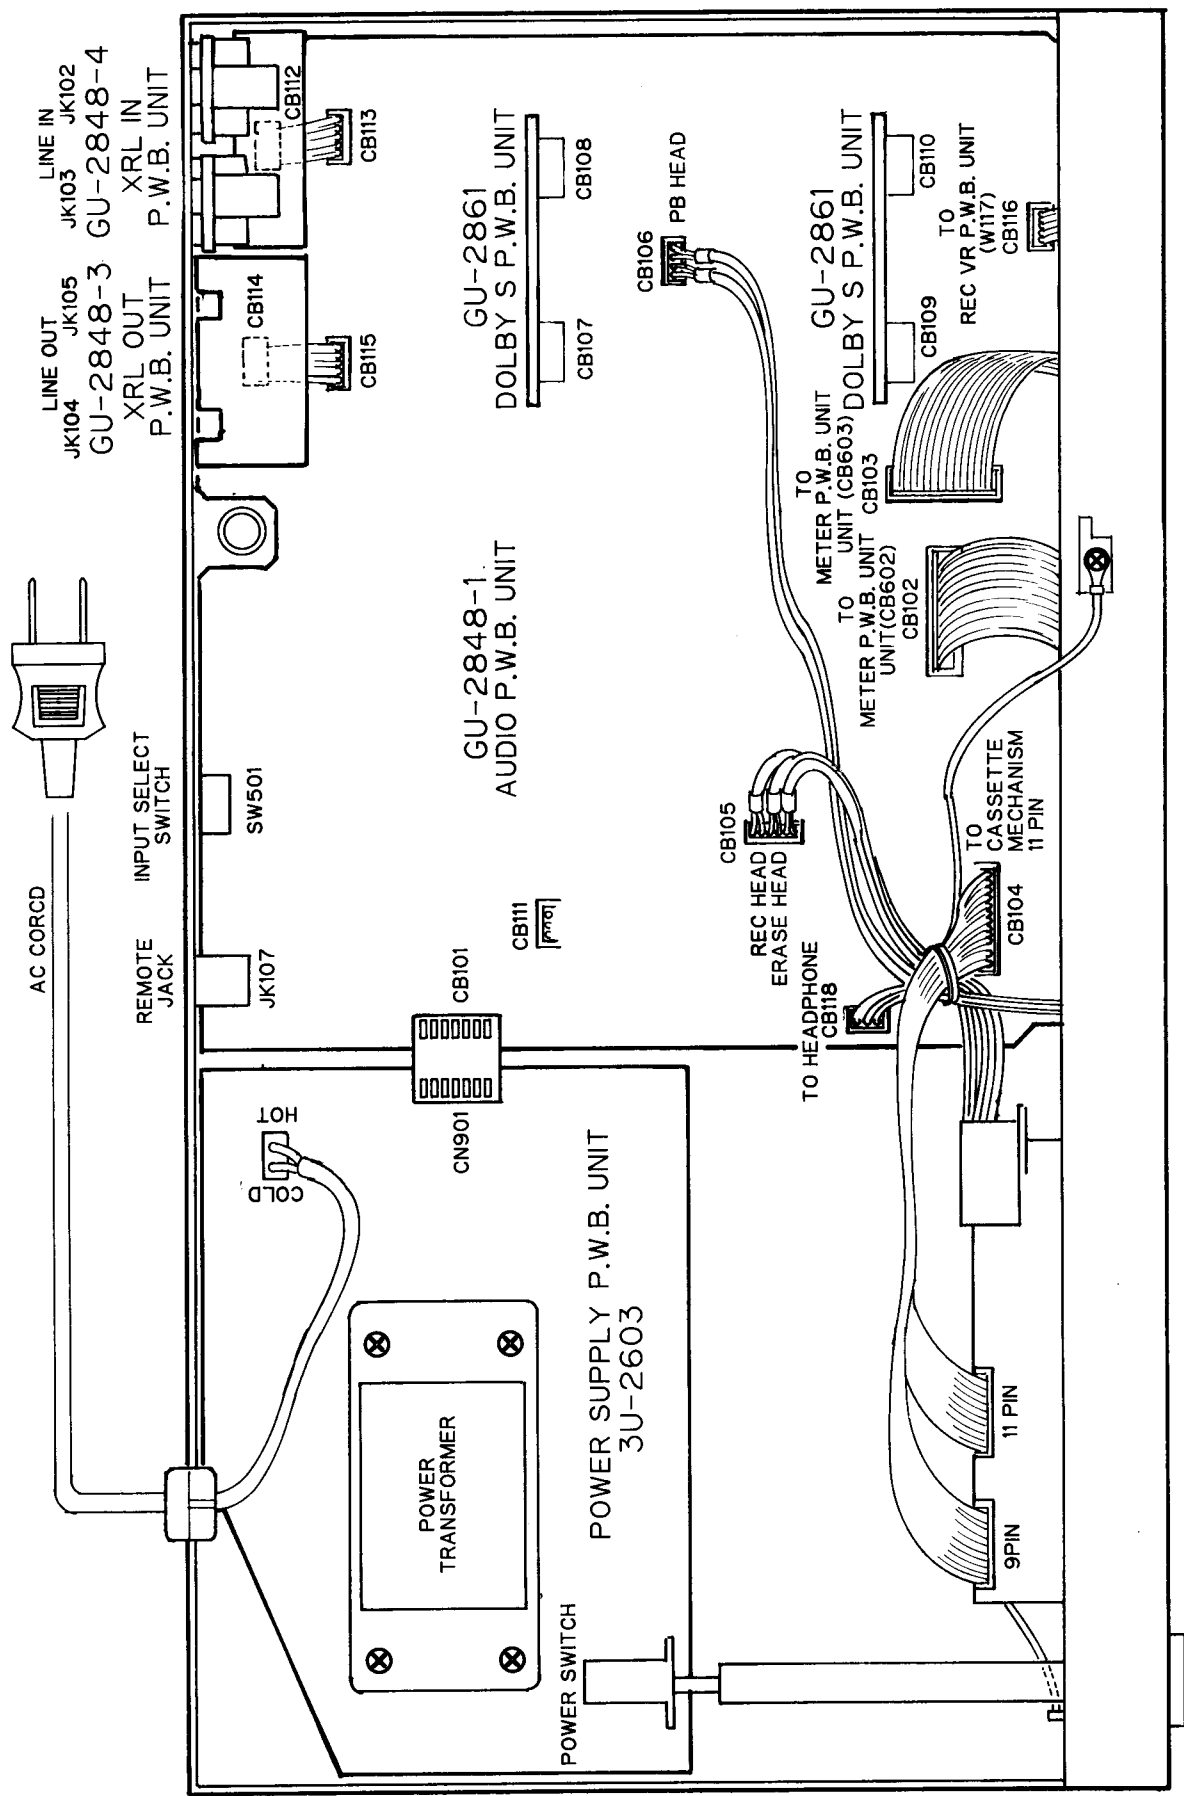 AC CORCD
REMOTE
JACK
INPUT SELECT
SWITCH
LINE OUT
JK104 JK105
GU-2848-3
XRL OUT
P.W.B. UNIT
LINE IN
JK103 JK102
GU-2848-4
XRL IN
P.W.B. UNIT
JK107
SW501
CB114
CB112
CB115
CB113
HOT
COLD
CN901
CB101
CB111
GU-2848-1
AUDIO P.W.B. UNIT
GU-2861
DOLBY S P.W.B. UNIT
CB107
CB108
POWER
TRANSFORMER
POWER SUPPLY P.W.B. UNIT
3U-2603
POWER SWITCH
CB105
REC HEAD
ERASE HEAD
CB106
PB HEAD
TO HEADPHONE
CB118
TO
METER P.W.B. UNIT
UNIT (CB603)
CB103
TO
METER P.W.B. UNIT
UNIT(CB602)
CB102
GU-2861
DOLBY S P.W.B. UNIT
CB109
CB110
TO
REC VR P.W.B. UNIT
(W117)
CB116
TO
CASSETTE
MECHANISM
11 PIN
CB104
9PIN
11 PIN